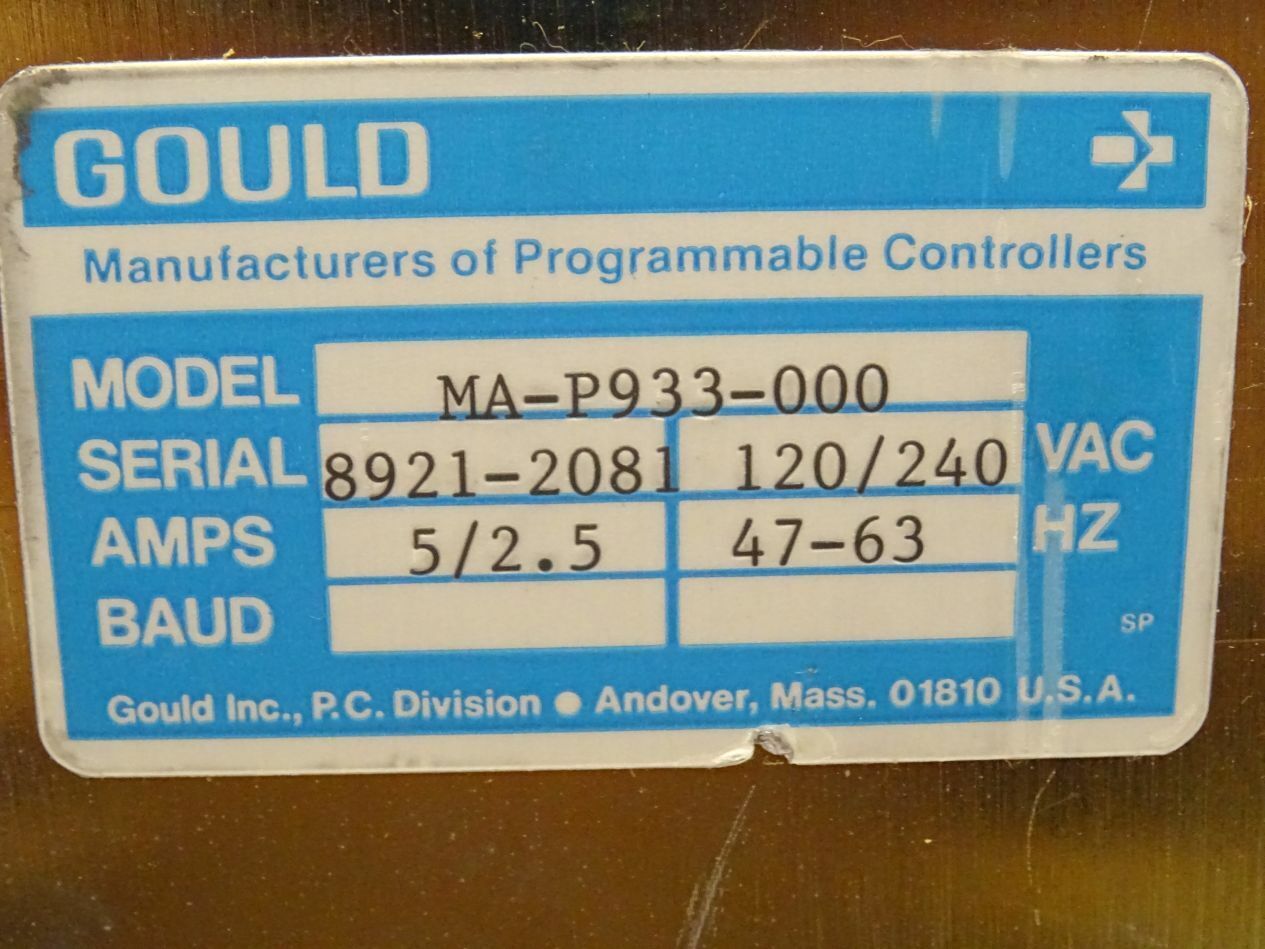 GOULD
Manufacturers of Programmable Controllers
MODEL MA-P933-000
SERIAL 8921-2081 120/240 VAC
AMPS 5/2.5 47-63 HZ
BAUD
SP
Gould Inc., P.C. Division ● Andover, Mass. 01810 U.S.A.